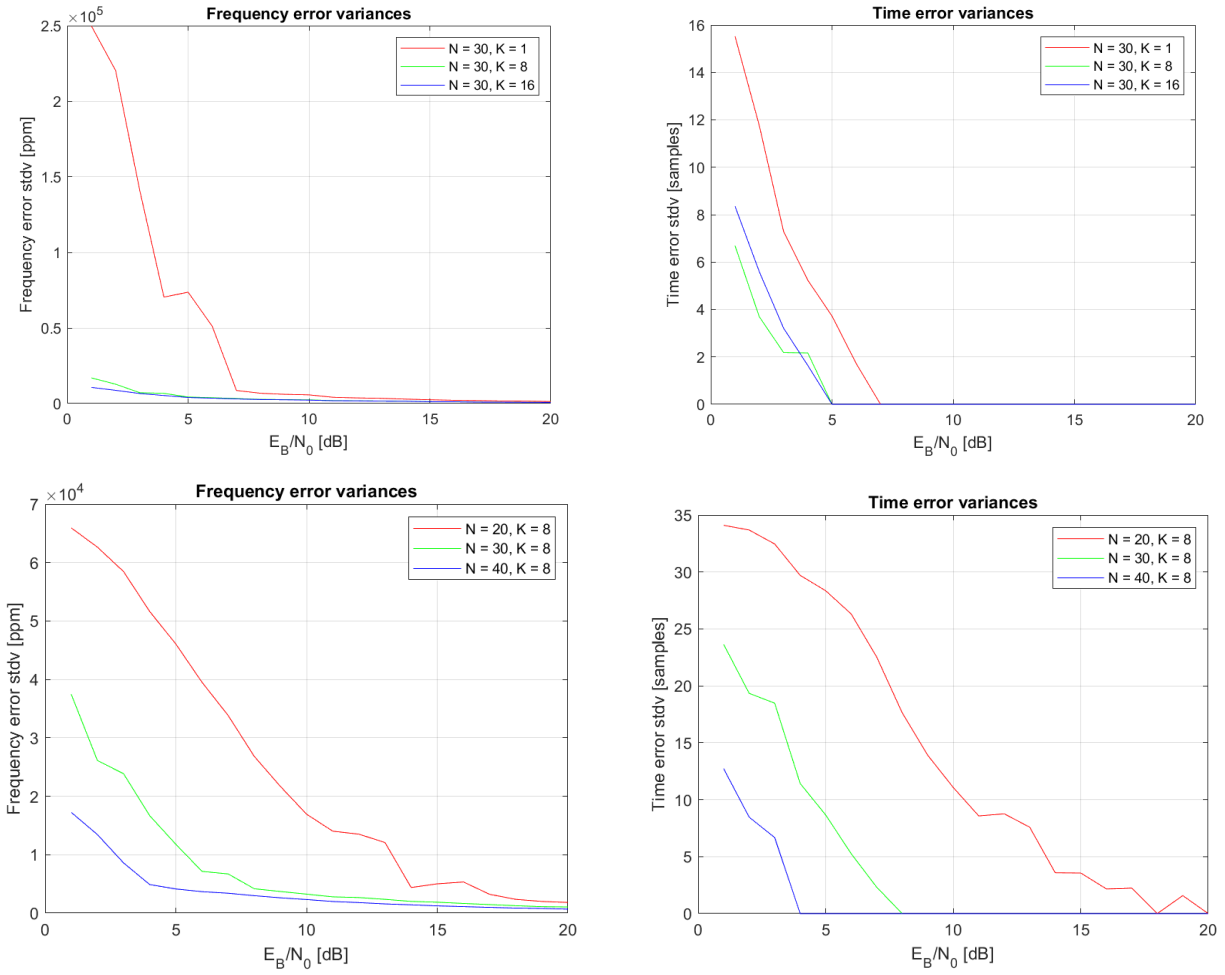 Frequency error variances
×10⁵
2.5
2
1.5
1
0.5
0
0
5
10
15
20
Frequency error stdv [ppm]
E_B/N_0 [dB]
N = 30, K = 1
N = 30, K = 8
N = 30, K = 16
Time error variances
16
14
12
10
8
6
4
2
0
0
5
10
15
20
Time error stdv [samples]
E_B/N_0 [dB]
N = 30, K = 1
N = 30, K = 8
N = 30, K = 16
Frequency error variances
×10⁴
7
6
5
4
3
2
1
0
0
5
10
15
20
Frequency error stdv [ppm]
E_B/N_0 [dB]
N = 20, K = 8
N = 30, K = 8
N = 40, K = 8
Time error variances
35
30
25
20
15
10
5
0
0
5
10
15
20
Time error stdv [samples]
E_B/N_0 [dB]
N = 20, K = 8
N = 30, K = 8
N = 40, K = 8